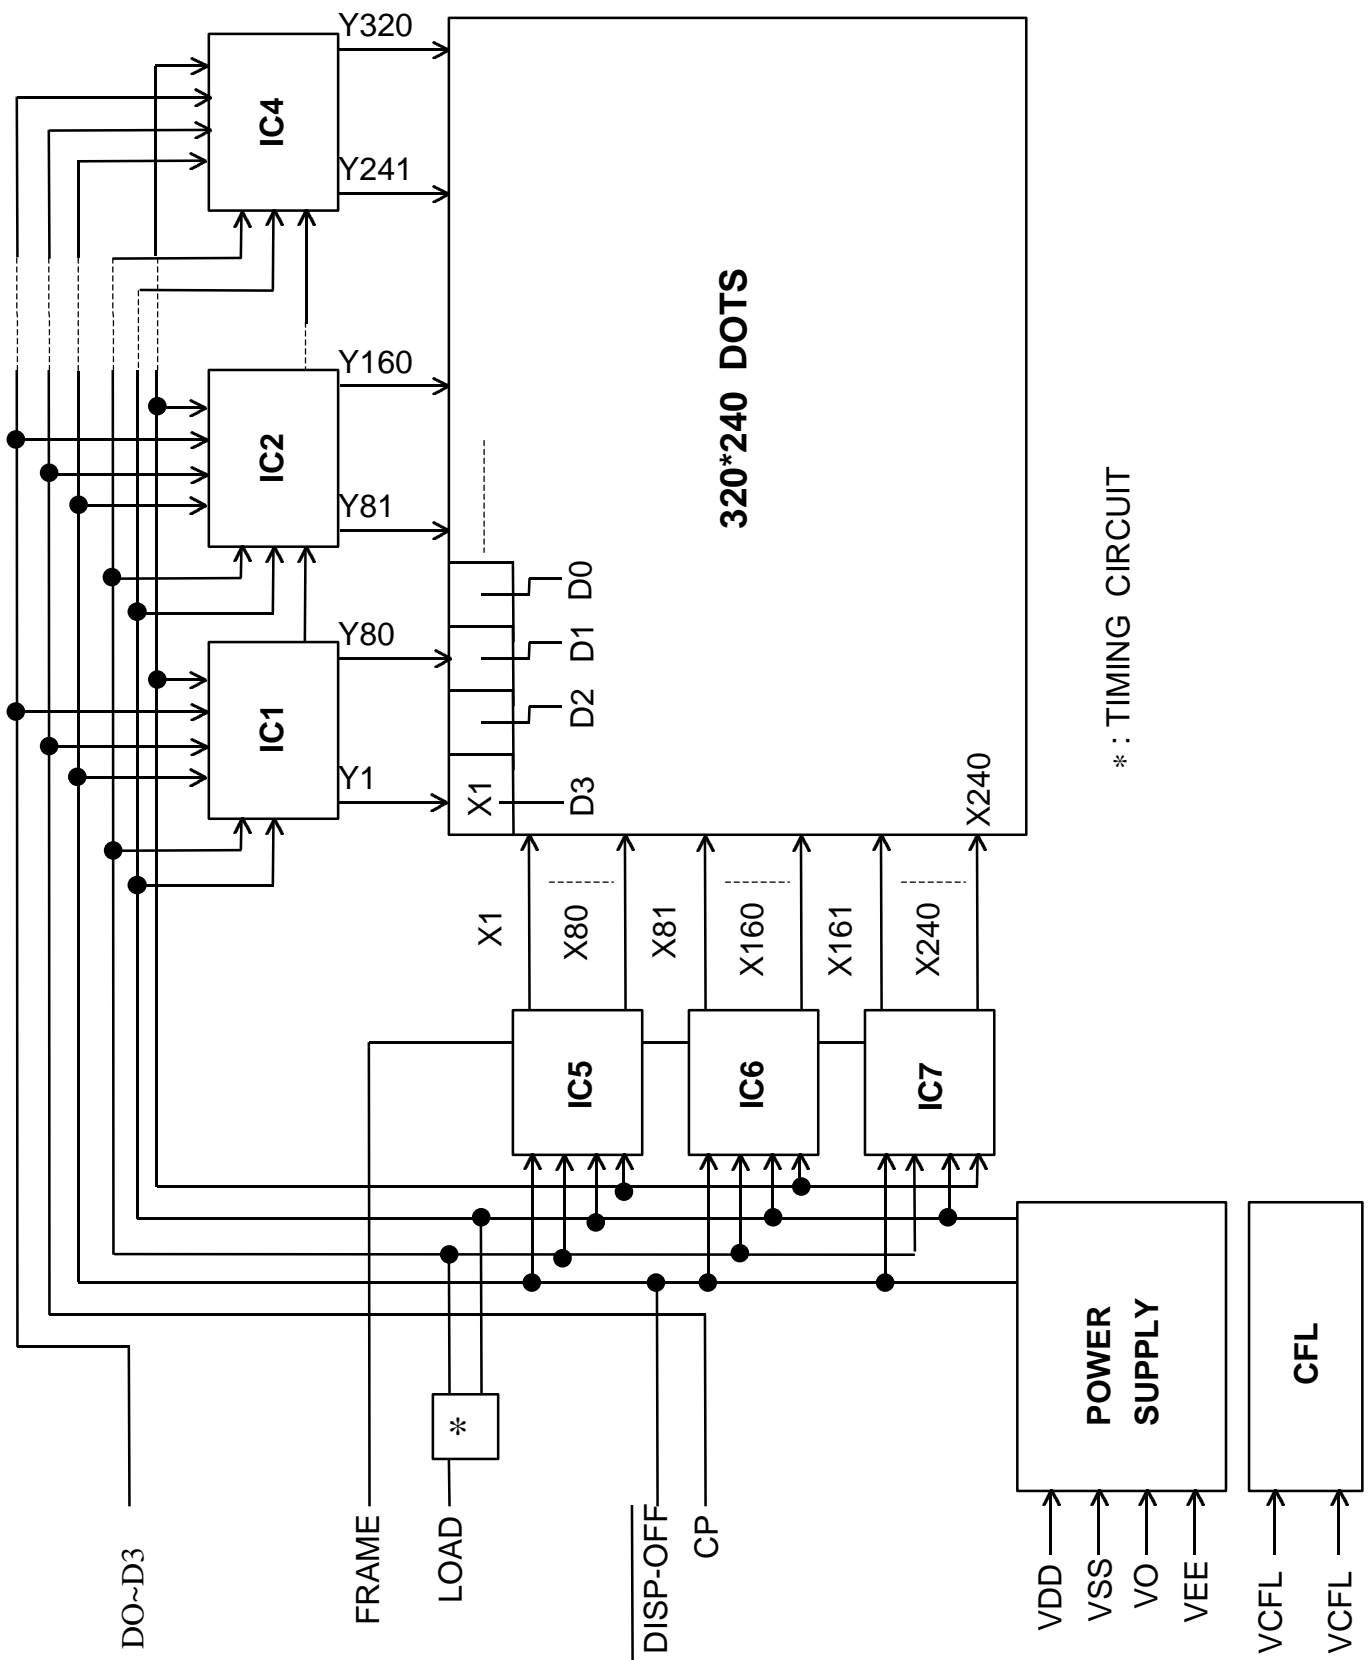 Y320
IC4
Y241
Y160
IC2
Y81
Y80
IC1
Y1
320*240 DOTS
D0
D1
D2
D3
X1
X240
* : TIMING CIRCUIT
X1
X80
X81
X160
X161
X240
IC5
IC6
IC7
*
POWER
SUPPLY
CFL
DO~D3
FRAME
LOAD
DISP-OFF
CP
VDD
VSS
VO
VEE
VCFL
VCFL